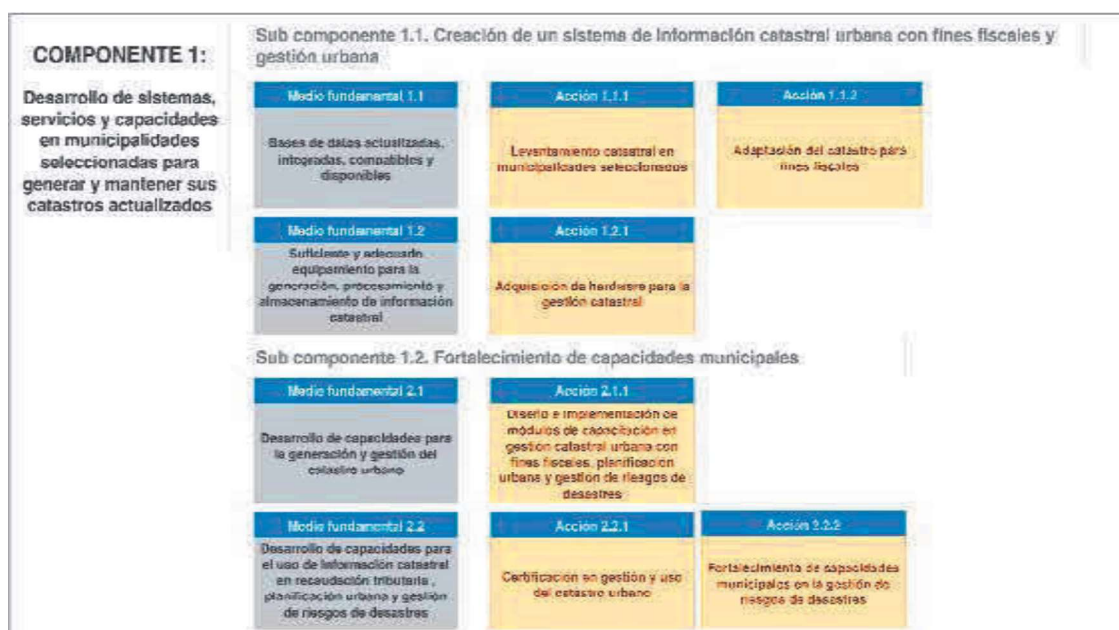 COMPONENTE 1:
Desarrollo de sistemas,
servicios y capacidades
en municipalidades
seleccionadas para
generar y mantener sus
catastros actualizados
Sub componente 1.1. Creación de un sistema de información catastral urbana con fines fiscales y
gestión urbana
Medio fundamental 1.1
Bases de datos actualizadas,
integradas, compatibles y
disponibles
Acción 1.1.1
Levantamiento catastral en
municipalidades seleccionadas
Acción 1.1.2
Adaptación del catastro para
fines fiscales
Medio fundamental 1.2
Suficiente y adecuado
equipamiento para la
generación, procesamiento y
almacenamiento de información
catastral
Acción 1.2.1
Adquisición de hardware para la
gestión catastral
Sub componente 1.2. Fortalecimiento de capacidades municipales
Medio fundamental 2.1
Desarrollo de capacidades para
la generación y gestión del
catastro urbano
Acción 2.1.1
Diseño e implementación de
módulos de capacitación en
gestión catastral urbana con
fines fiscales, planificación
urbana y gestión de riesgos de
desastres
Medio fundamental 2.2
Desarrollo de capacidades para
el uso de información catastral
en recaudación tributaria,
planificación urbana y gestión
de riesgos de desastres
Acción 2.2.1
Certificación en gestión y uso
del catastro urbano
Acción 2.2.2
Fortalecimiento de capacidades
municipales en la gestión de
riesgos de desastres